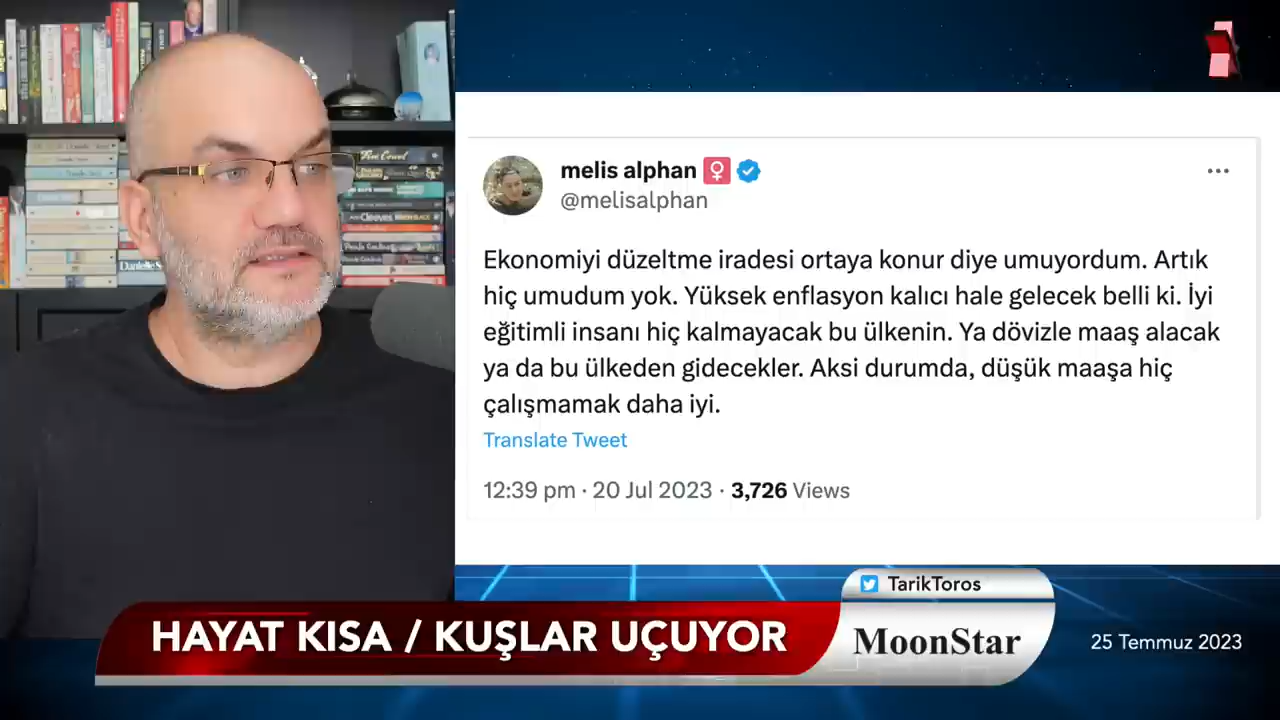 melis alphan
@melisalphan
Ekonomiyi düzeltme iradesi ortaya konur diye umuyordum. Artık
hiç umudum yok. Yüksek enflasyon kalıcı hale gelecek belli ki. İyi
eğitimli insanı hiç kalmayacak bu ülkenin. Ya dövizle maaş alacak
ya da bu ülkeden gidecekler. Aksi durumda, düşük maaşa hiç
çalışmamak daha iyi.
Translate Tweet
12:39 pm · 20 Jul 2023 · 3,726 Views
TarikToros
HAYAT KISA / KUŞLAR UÇUYOR
MoonStar
25 Temmuz 2023